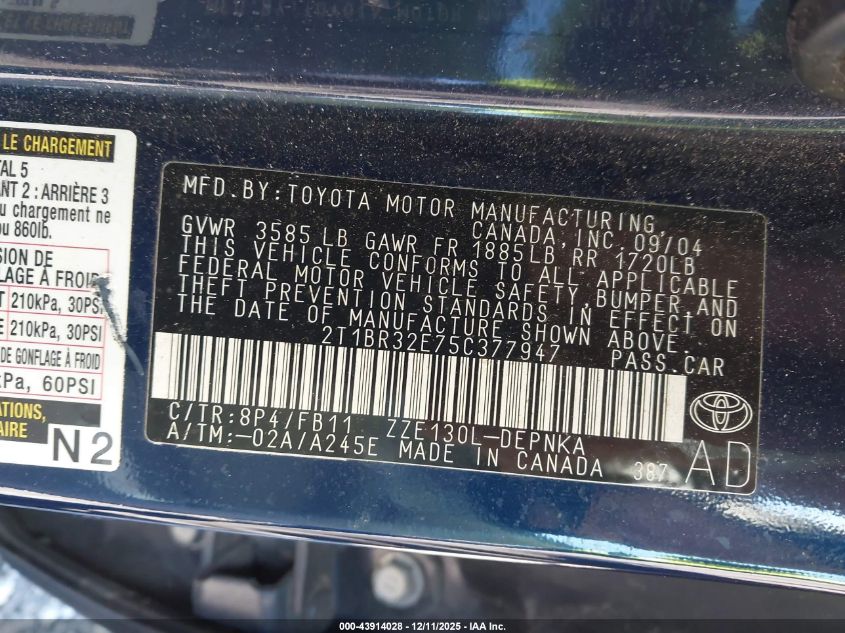 LE CHARGEMENT
TAL 5
ANT 2 : ARRIÈRE 3
u chargement ne
ou 860lb.
SION DE
LAGE À FROID
210kPa, 30PSI
E 210kPa, 30PSI
DE GONFLAGE À FROID
kPa, 60PSI
ATIONS,
AIRE
N2
MFD.BY:TOYOTA MOTOR MANUFACTURING,
CANADA, INC. 09/04
GVWR 3585 LB GAWR FR 1885LB RR 1720LB
THIS VEHICLE CONFORMS TO ALL APPLICABLE
FEDERAL MOTOR VEHICLE SAFETY,BUMPER,AND
THEFT PREVENTION STANDARDS IN EFFECT ON
THE DATE OF MANUFACTURE SHOWN ABOVE.
2T1BR32E75C377947 PASS.CAR
C/TR:8P4/FB11 ZZE130L-DEPNKA
A/TM:-02A/A245E MADE IN CANADA 387 AD
000-43914028 - 12/11/2025 - IAA Inc.